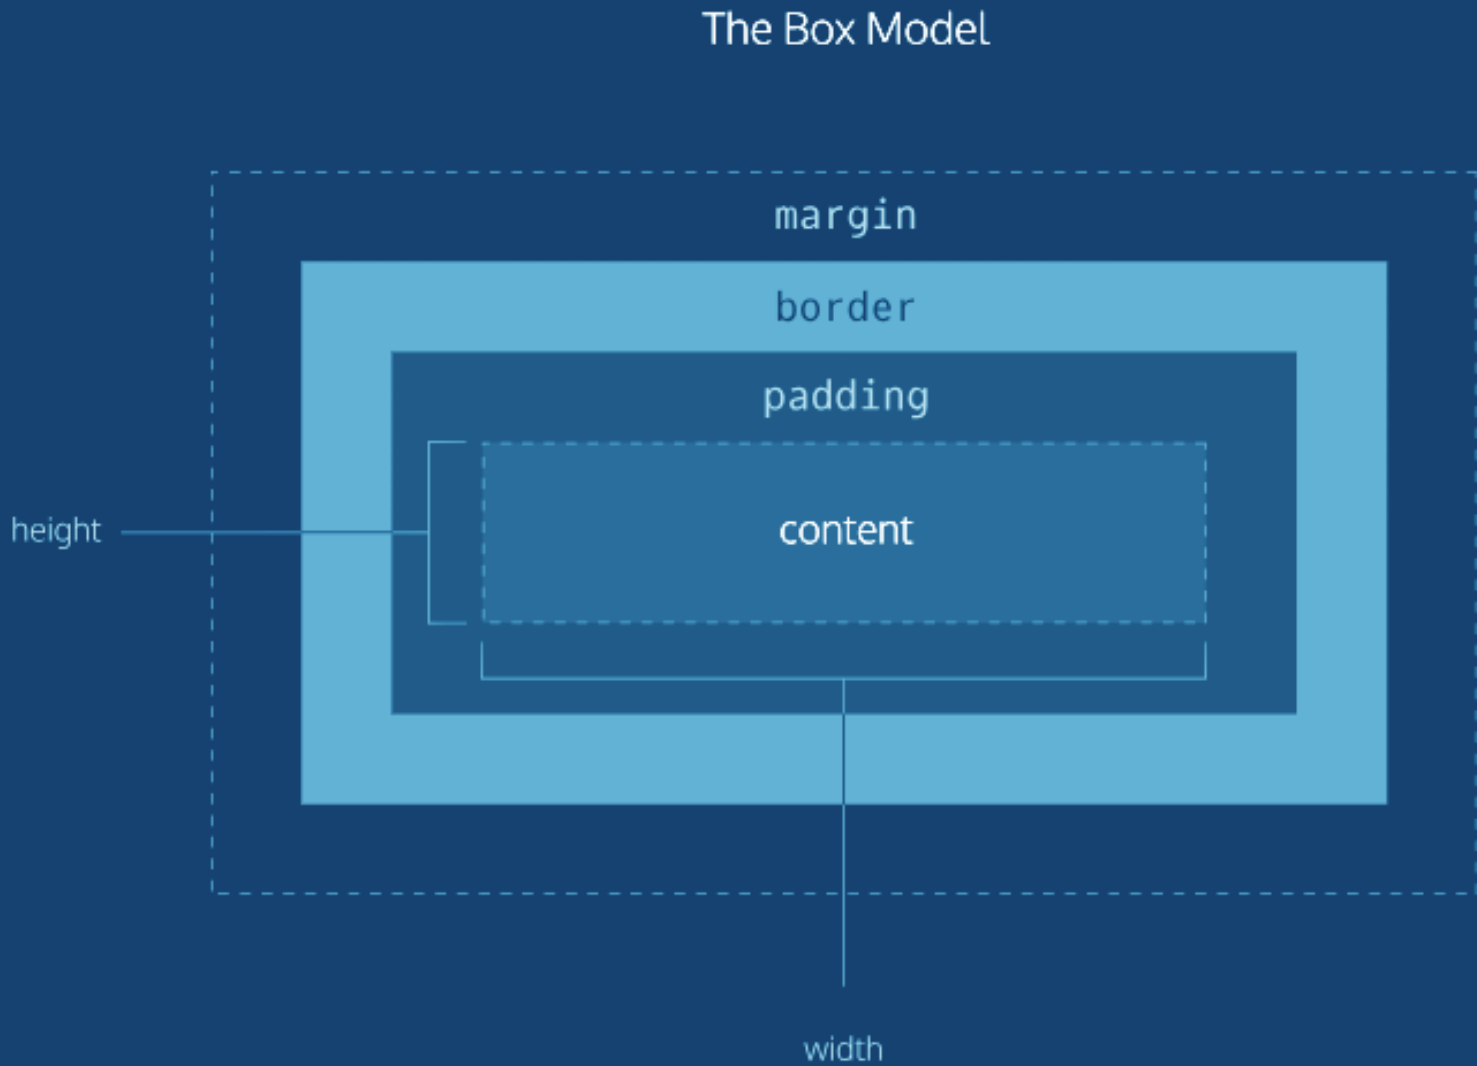 The Box Model
margin
border
padding
content
height
width